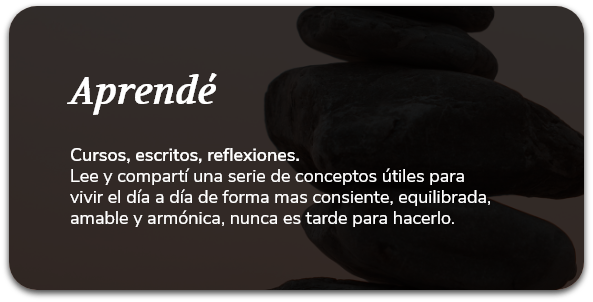 Aprendé
Cursos, escritos, reflexiones.
Lee y compartí una serie de conceptos útiles para
vivir el día a día de forma mas consiente, equilibrada,
amable y armónica, nunca es tarde para hacerlo.